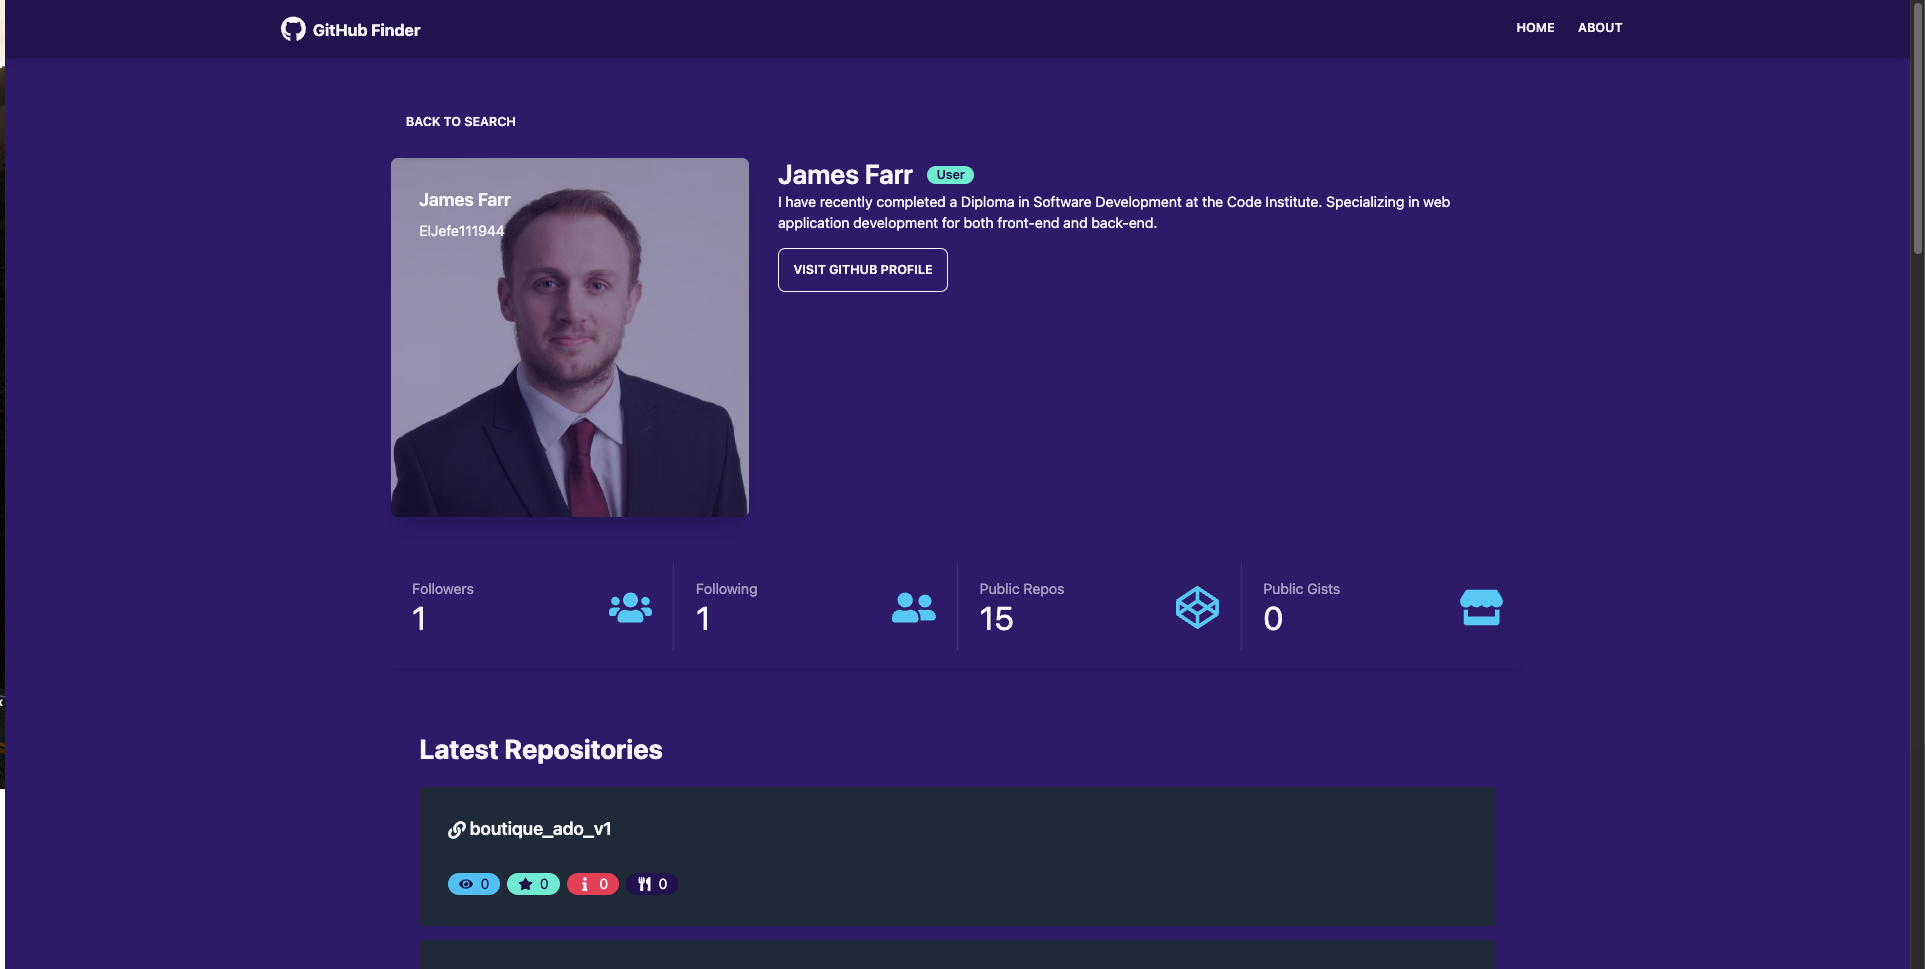 GitHub Finder
HOME
ABOUT
BACK TO SEARCH
James Farr
ElJefe111944
James Farr
User
I have recently completed a Diploma in Software Development at the Code Institute. Specializing in web
application development for both front-end and back-end.
VISIT GITHUB PROFILE
Followers
1
Following
1
Public Repos
15
Public Gists
0
Latest Repositories
boutique_ado_v1
0
0
0
0